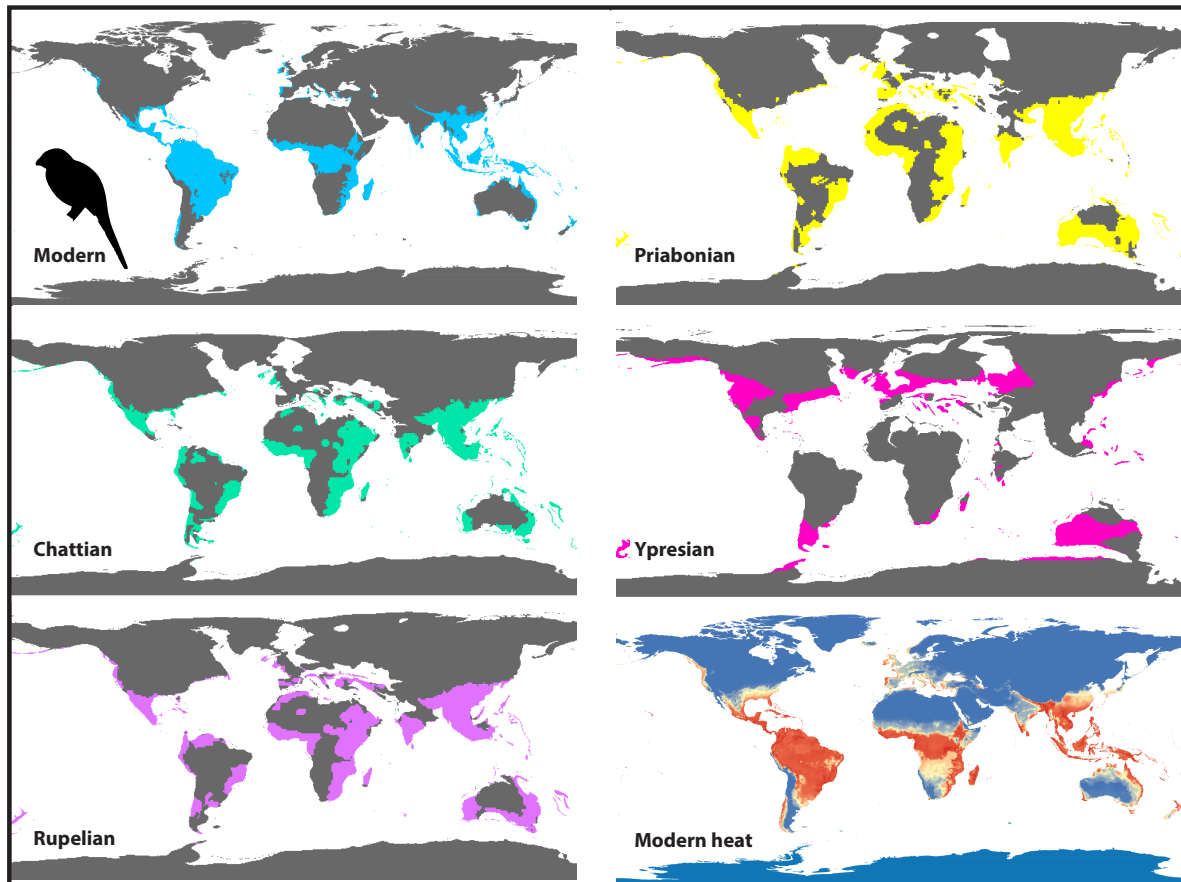 Modern
Priabonian
Chattian
Ypresian
Rupelian
Modern heat